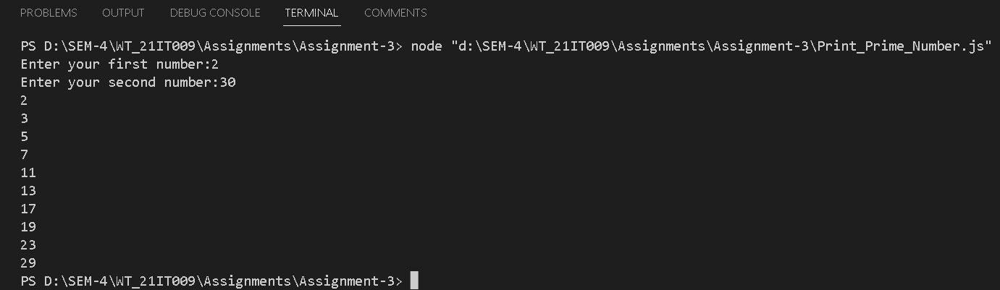 PROBLEMS OUTPUT DEBUG CONSOLE TERMINAL COMMENTS
PS D:\SEM-4\WT_21IT009\Assignments\Assignment-3> node "d:\SEM-4\WT_21IT009\Assignments\Assignment-3\Print_Prime_Number.js"
Enter your first number:2
Enter your second number:30
2
3
5
7
11
13
17
19
23
29
PS D:\SEM-4\WT_21IT009\Assignments\Assignment-3>